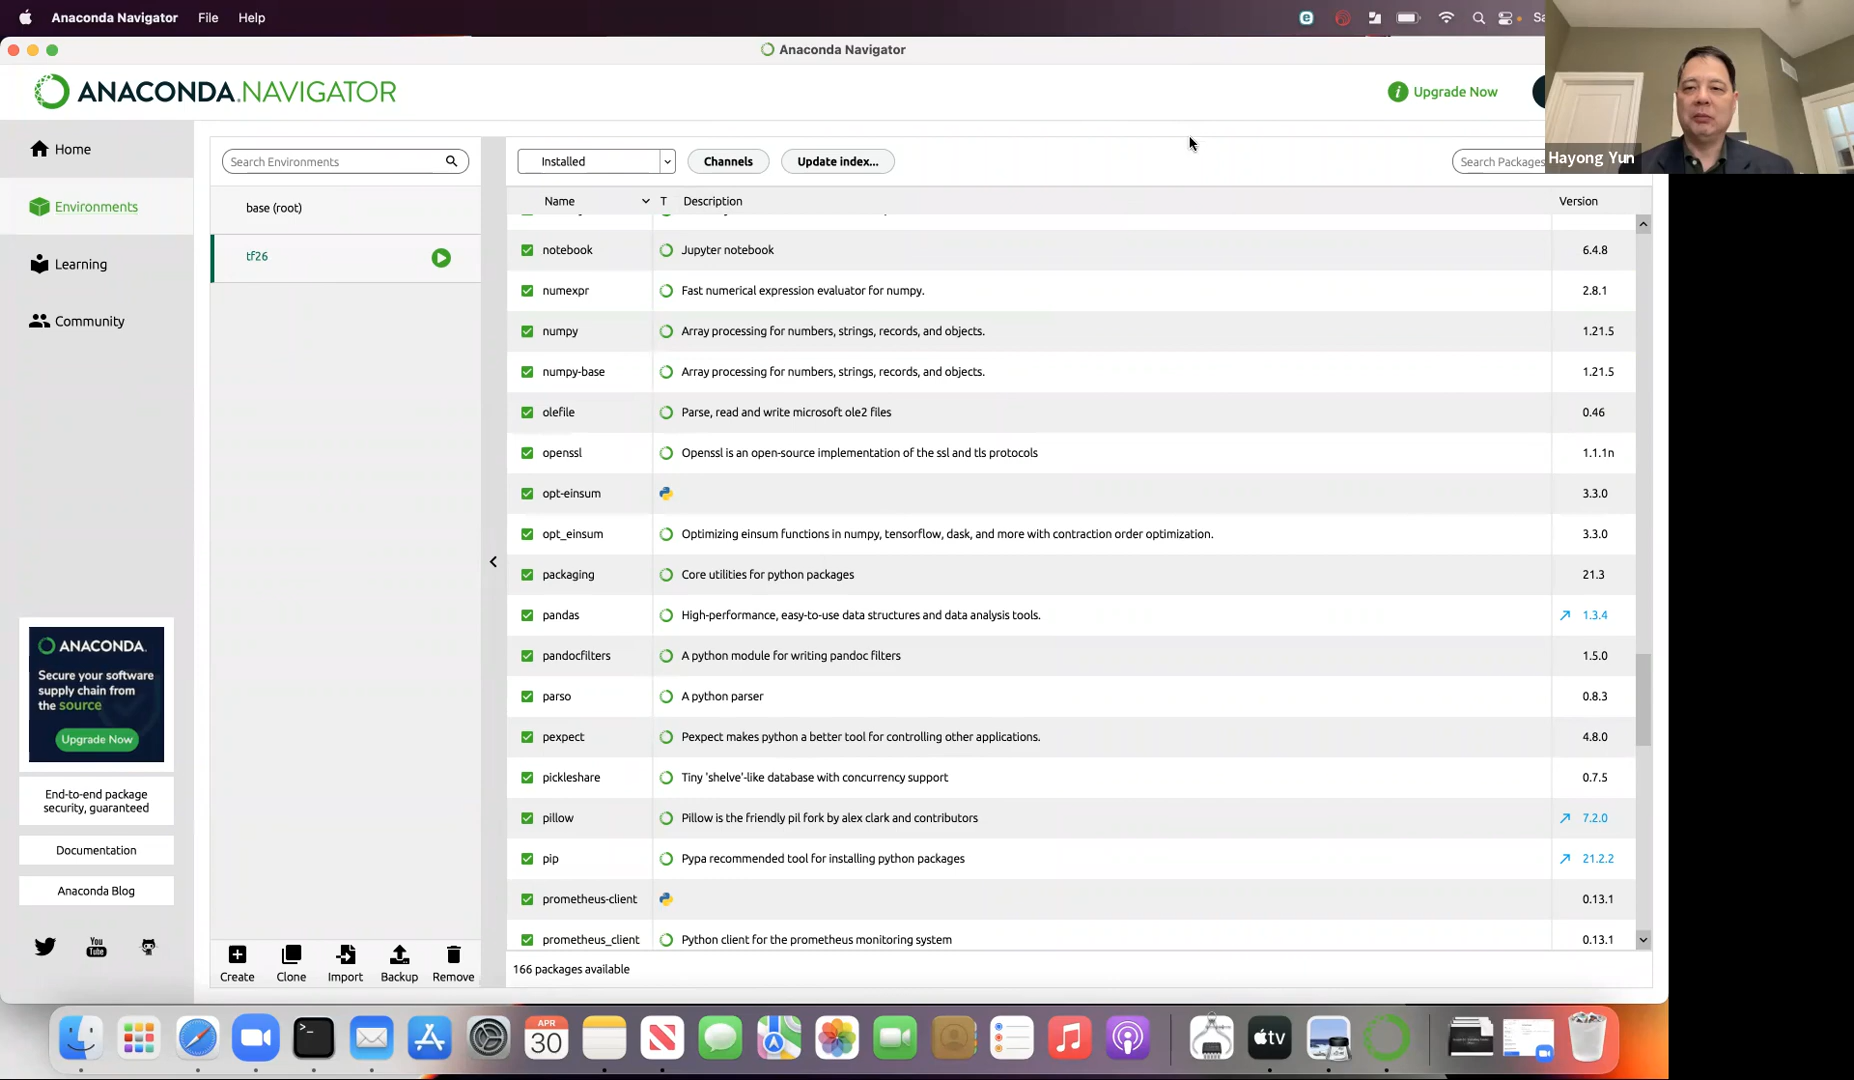 Anaconda Navigator File Help
Sa
Anaconda Navigator
ANACONDA.NAVIGATOR
Upgrade Now
Hayong Yun
Home
Environments
Learning
Community
Search Environments
base (root)
tf26
Installed
Channels
Update index...
Search Packages
Name T Description Version
notebook Jupyter notebook 6.4.8
numexpr Fast numerical expression evaluator for numpy. 2.8.1
numpy Array processing for numbers, strings, records, and objects. 1.21.5
numpy-base Array processing for numbers, strings, records, and objects. 1.21.5
olefile Parse, read and write microsoft ole2 files 0.46
openssl Openssl is an open-source implementation of the ssl and tls protocols 1.1.1n
opt-einsum 3.3.0
opt_einsum Optimizing einsum functions in numpy, tensorflow, dask, and more with contraction order optimization. 3.3.0
packaging Core utilities for python packages 21.3
pandas High-performance, easy-to-use data structures and data analysis tools. 1.3.4
pandocfilters A python module for writing pandoc filters 1.5.0
parso A python parser 0.8.3
pexpect Pexpect makes python a better tool for controlling other applications. 4.8.0
pickleshare Tiny 'shelve'-like database with concurrency support 0.7.5
pillow Pillow is the friendly pil fork by alex clark and contributors 7.2.0
pip Pypa recommended tool for installing python packages 21.2.2
prometheus-client 0.13.1
prometheus_client Python client for the prometheus monitoring system 0.13.1
166 packages available
ANACONDA.
Secure your software
supply chain from
the source
Upgrade Now
End-to-end package
security, guaranteed
Documentation
Anaconda Blog
You
Tube
Create Clone Import Backup Remove
APR
30
tv